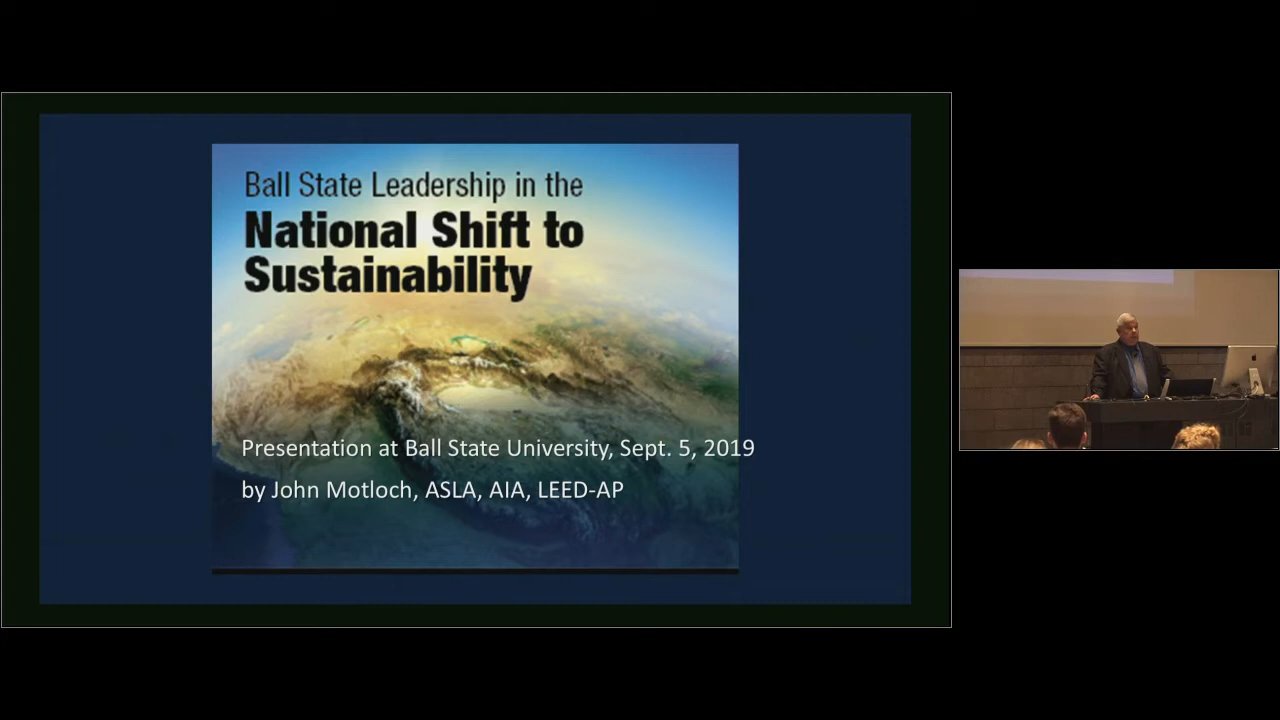 Ball State Leadership in the
National Shift to
Sustainability
Presentation at Ball State University, Sept. 5, 2019
by John Motloch, ASLA, AIA, LEED-AP